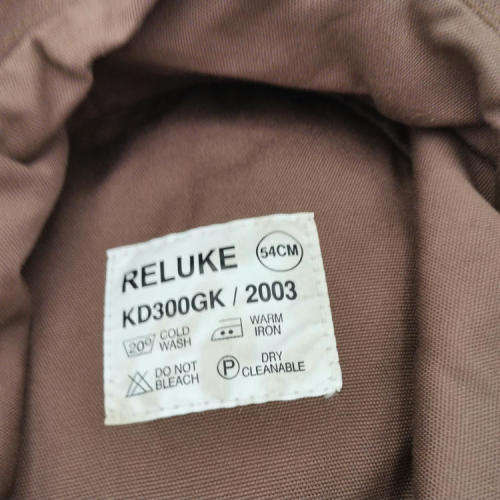 RELUKE 54CM
KD300GK / 2003
20° COLD WASH
WARM IRON
DO NOT BLEACH
P DRY CLEANABLE